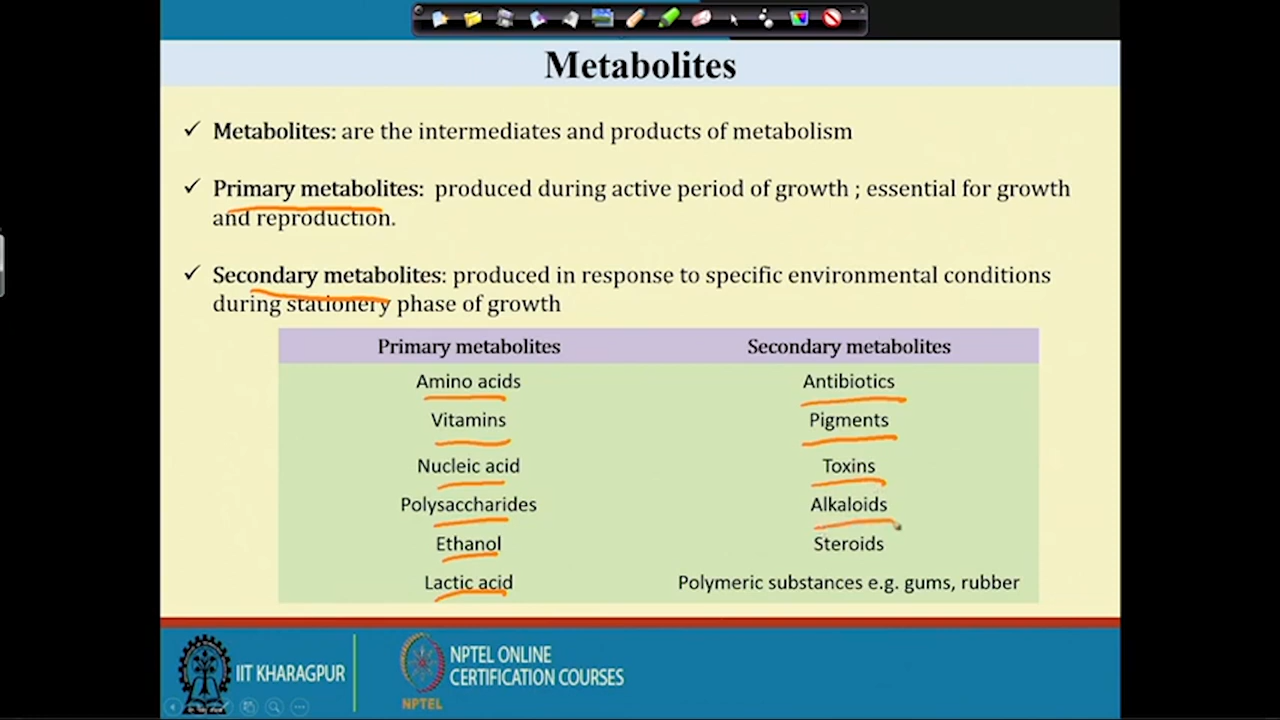 Metabolites
✓ Metabolites: are the intermediates and products of metabolism
✓ Primary metabolites: produced during active period of growth ; essential for growth
and reproduction.
✓ Secondary metabolites: produced in response to specific environmental conditions
during stationery phase of growth
Primary metabolites Secondary metabolites
Amino acids Antibiotics
Vitamins Pigments
Nucleic acid Toxins
Polysaccharides Alkaloids
Ethanol Steroids
Lactic acid Polymeric substances e.g. gums, rubber
IIT KHARAGPUR
NPTEL ONLINE
CERTIFICATION COURSES
NPTEL